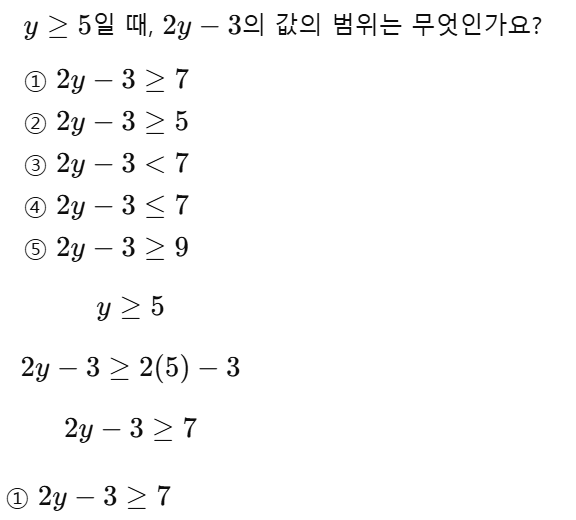 y ≥ 5일 때, 2y − 3의 값의 범위는 무엇인가요?
① 2y − 3 ≥ 7
② 2y − 3 ≥ 5
③ 2y − 3 < 7
④ 2y − 3 ≤ 7
⑤ 2y − 3 ≥ 9
y ≥ 5
2y − 3 ≥ 2(5) − 3
2y − 3 ≥ 7
① 2y − 3 ≥ 7